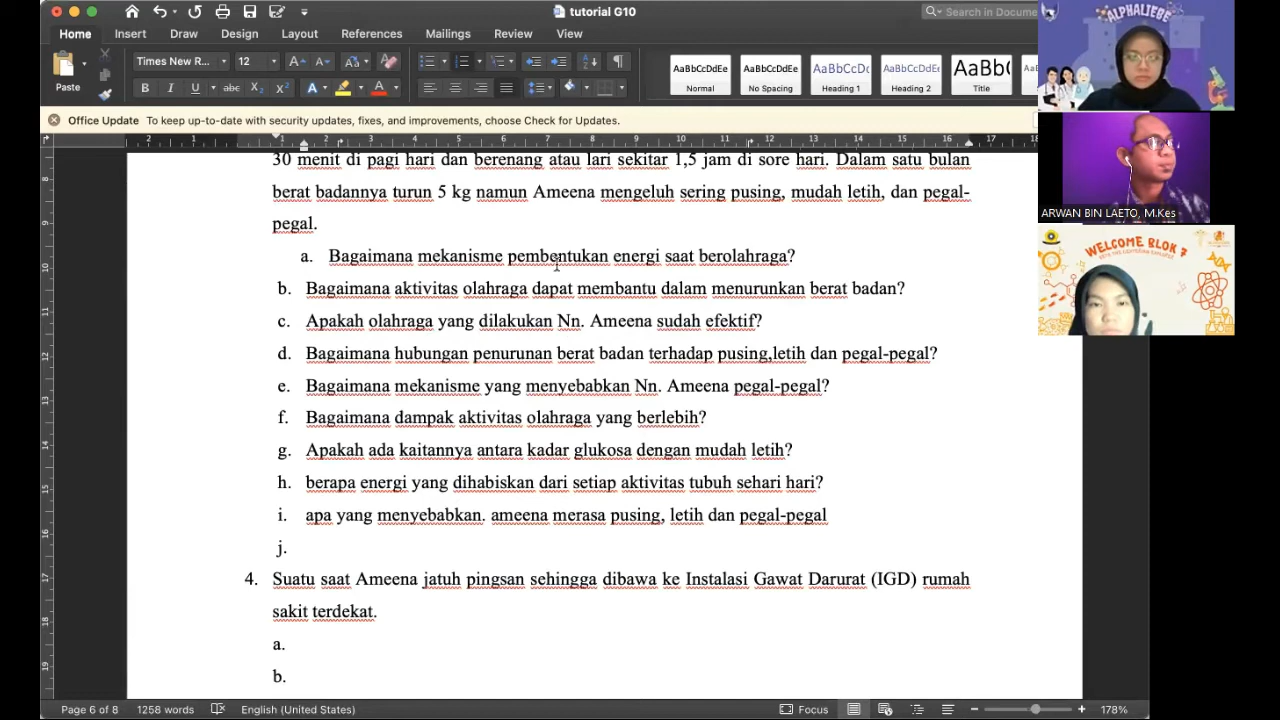 tutorial G10
Search in Docume
Home Insert Draw Design Layout References Mailings Review View
Paste
Times New R... 12
AaBbCcDdEe AaBbCcDdEe AaBbCcD( AaBbCcDdEe AaBbCcDc
Normal No Spacing Heading 1 Heading 2 Title
Office Update To keep up-to-date with security updates, fixes, and improvements, choose Check for Updates.
30 menit di pagi hari dan berenang atau lari sekitar 1,5 jam di sore hari. Dalam satu bulan
berat badannya turun 5 kg namun Ameena mengeluh sering pusing, mudah letih, dan pegal-
pegal.
a. Bagaimana mekanisme pembentukan energi saat berolahraga?
b. Bagaimana aktivitas olahraga dapat membantu dalam menurunkan berat badan?
c. Apakah olahraga yang dilakukan Nn. Ameena sudah efektif?
d. Bagaimana hubungan penurunan berat badan terhadap pusing,letih dan pegal-pegal?
e. Bagaimana mekanisme yang menyebabkan Nn. Ameena pegal-pegal?
f. Bagaimana dampak aktivitas olahraga yang berlebih?
g. Apakah ada kaitannya antara kadar glukosa dengan mudah letih?
h. berapa energi yang dihabiskan dari setiap aktivitas tubuh sehari hari?
i. apa yang menyebabkan. ameena merasa pusing, letih dan pegal-pegal
j.
4. Suatu saat Ameena jatuh pingsan sehingga dibawa ke Instalasi Gawat Darurat (IGD) rumah
sakit terdekat.
a.
b.
Page 6 of 8 1258 words English (United States) Focus 178%
ALPHALIEBE
ARWAN BIN LAETO, M.Kes
WELCOME BLOK 7